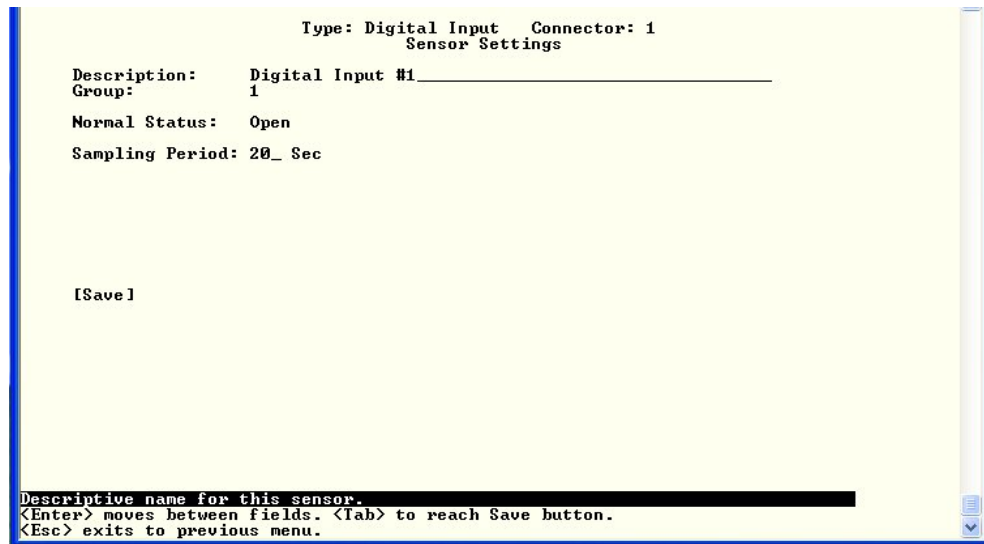 Type: Digital Input Connector: 1
Sensor Settings
Description: Digital Input #1_______________________________________
Group: 1
Normal Status: Open
Sampling Period: 20_ Sec
[Save]
Descriptive name for this sensor.
<Enter> moves between fields. <Tab> to reach Save button.
<Esc> exits to previous menu.